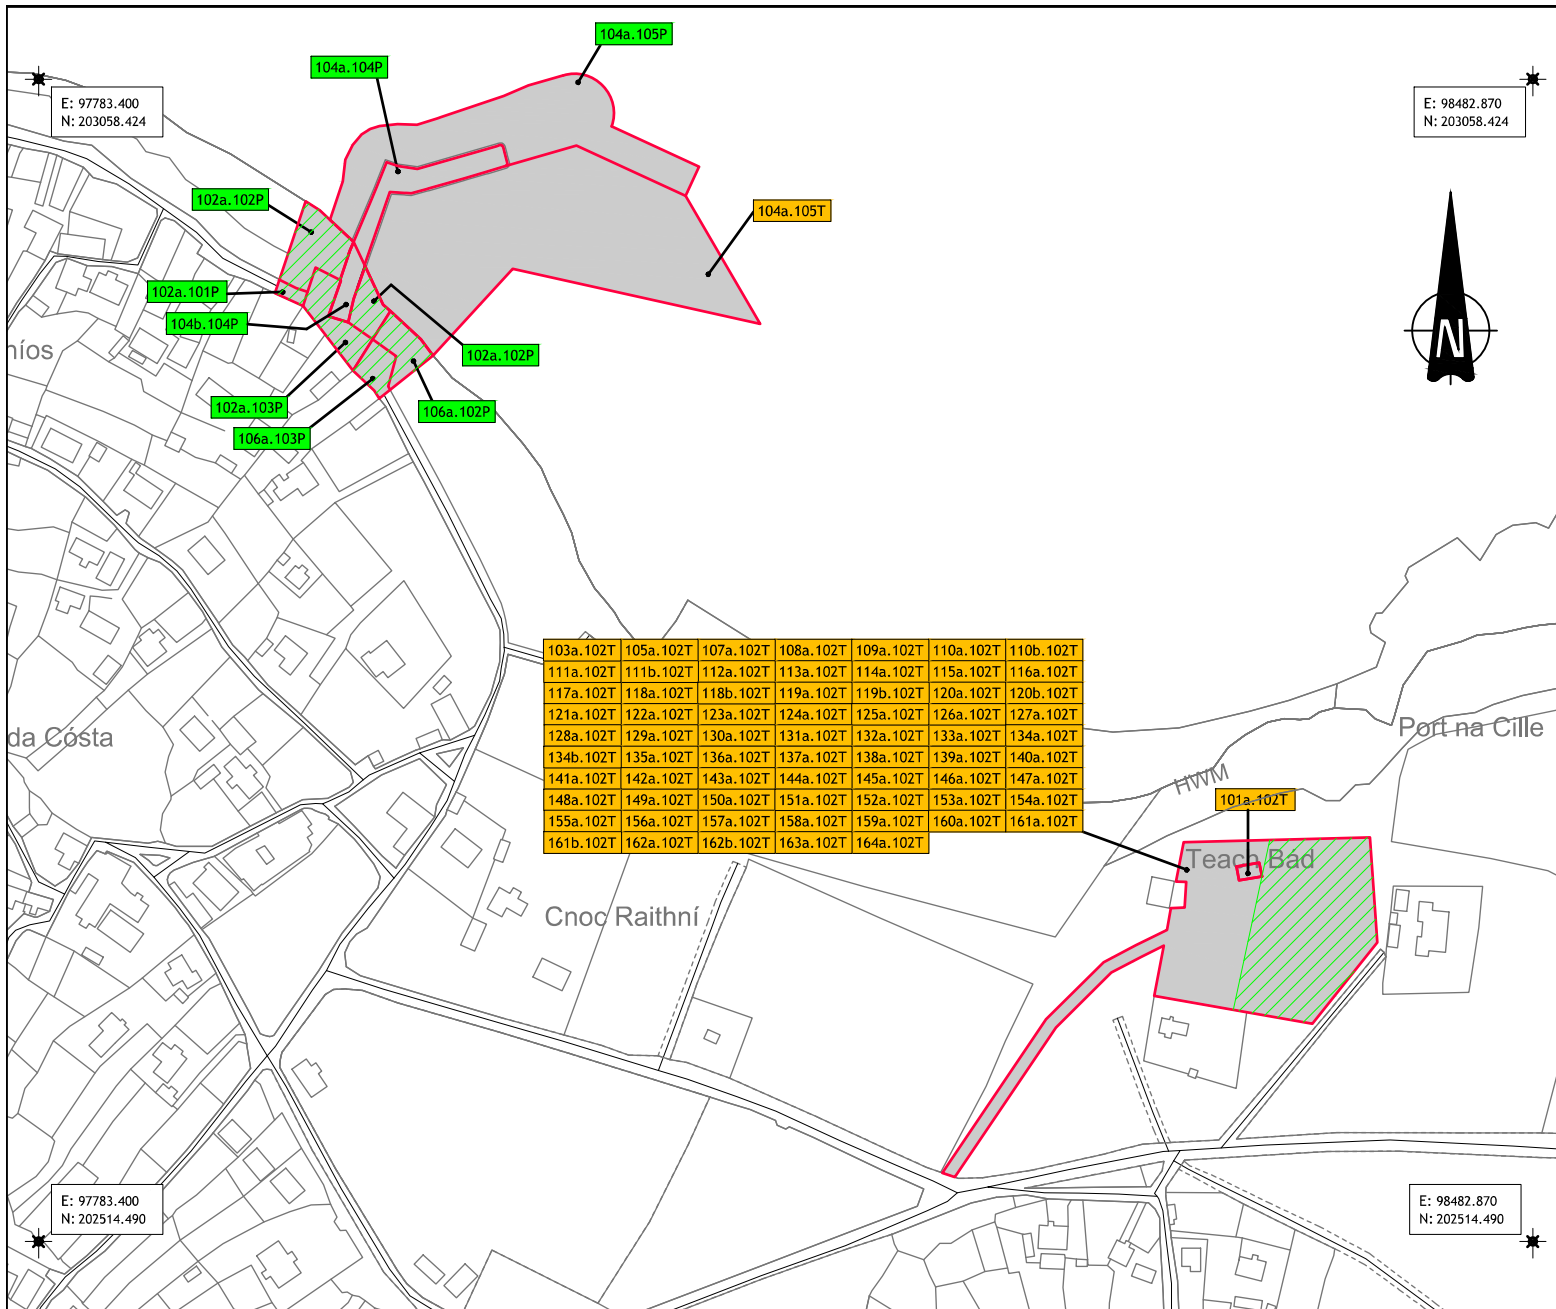 104a.105P
104a.104P
E: 97783.400
N: 203058.424
E: 98482.870
N: 203058.424
102a.102P
104a.105T
102a.101P
104b.104P
níos
102a.102P
102a.103P
106a.102P
106a.103P
N
103a.102T 105a.102T 107a.102T 108a.102T 109a.102T 110a.102T 110b.102T
111a.102T 111b.102T 112a.102T 113a.102T 114a.102T 115a.102T 116a.102T
117a.102T 118a.102T 118b.102T 119a.102T 119b.102T 120a.102T 120b.102T
121a.102T 122a.102T 123a.102T 124a.102T 125a.102T 126a.102T 127a.102T
128a.102T 129a.102T 130a.102T 131a.102T 132a.102T 133a.102T 134a.102T
134b.102T 135a.102T 136a.102T 137a.102T 138a.102T 139a.102T 140a.102T
141a.102T 142a.102T 143a.102T 144a.102T 145a.102T 146a.102T 147a.102T
148a.102T 149a.102T 150a.102T 151a.102T 152a.102T 153a.102T 154a.102T
155a.102T 156a.102T 157a.102T 158a.102T 159a.102T 160a.102T 161a.102T
161b.102T 162a.102T 162b.102T 163a.102T 164a.102T
da Cósta
Port na Cille
HWM
101a.102T
Teach Bád
Cnoc Raithní
E: 97783.400
N: 202514.490
E: 98482.870
N: 202514.490